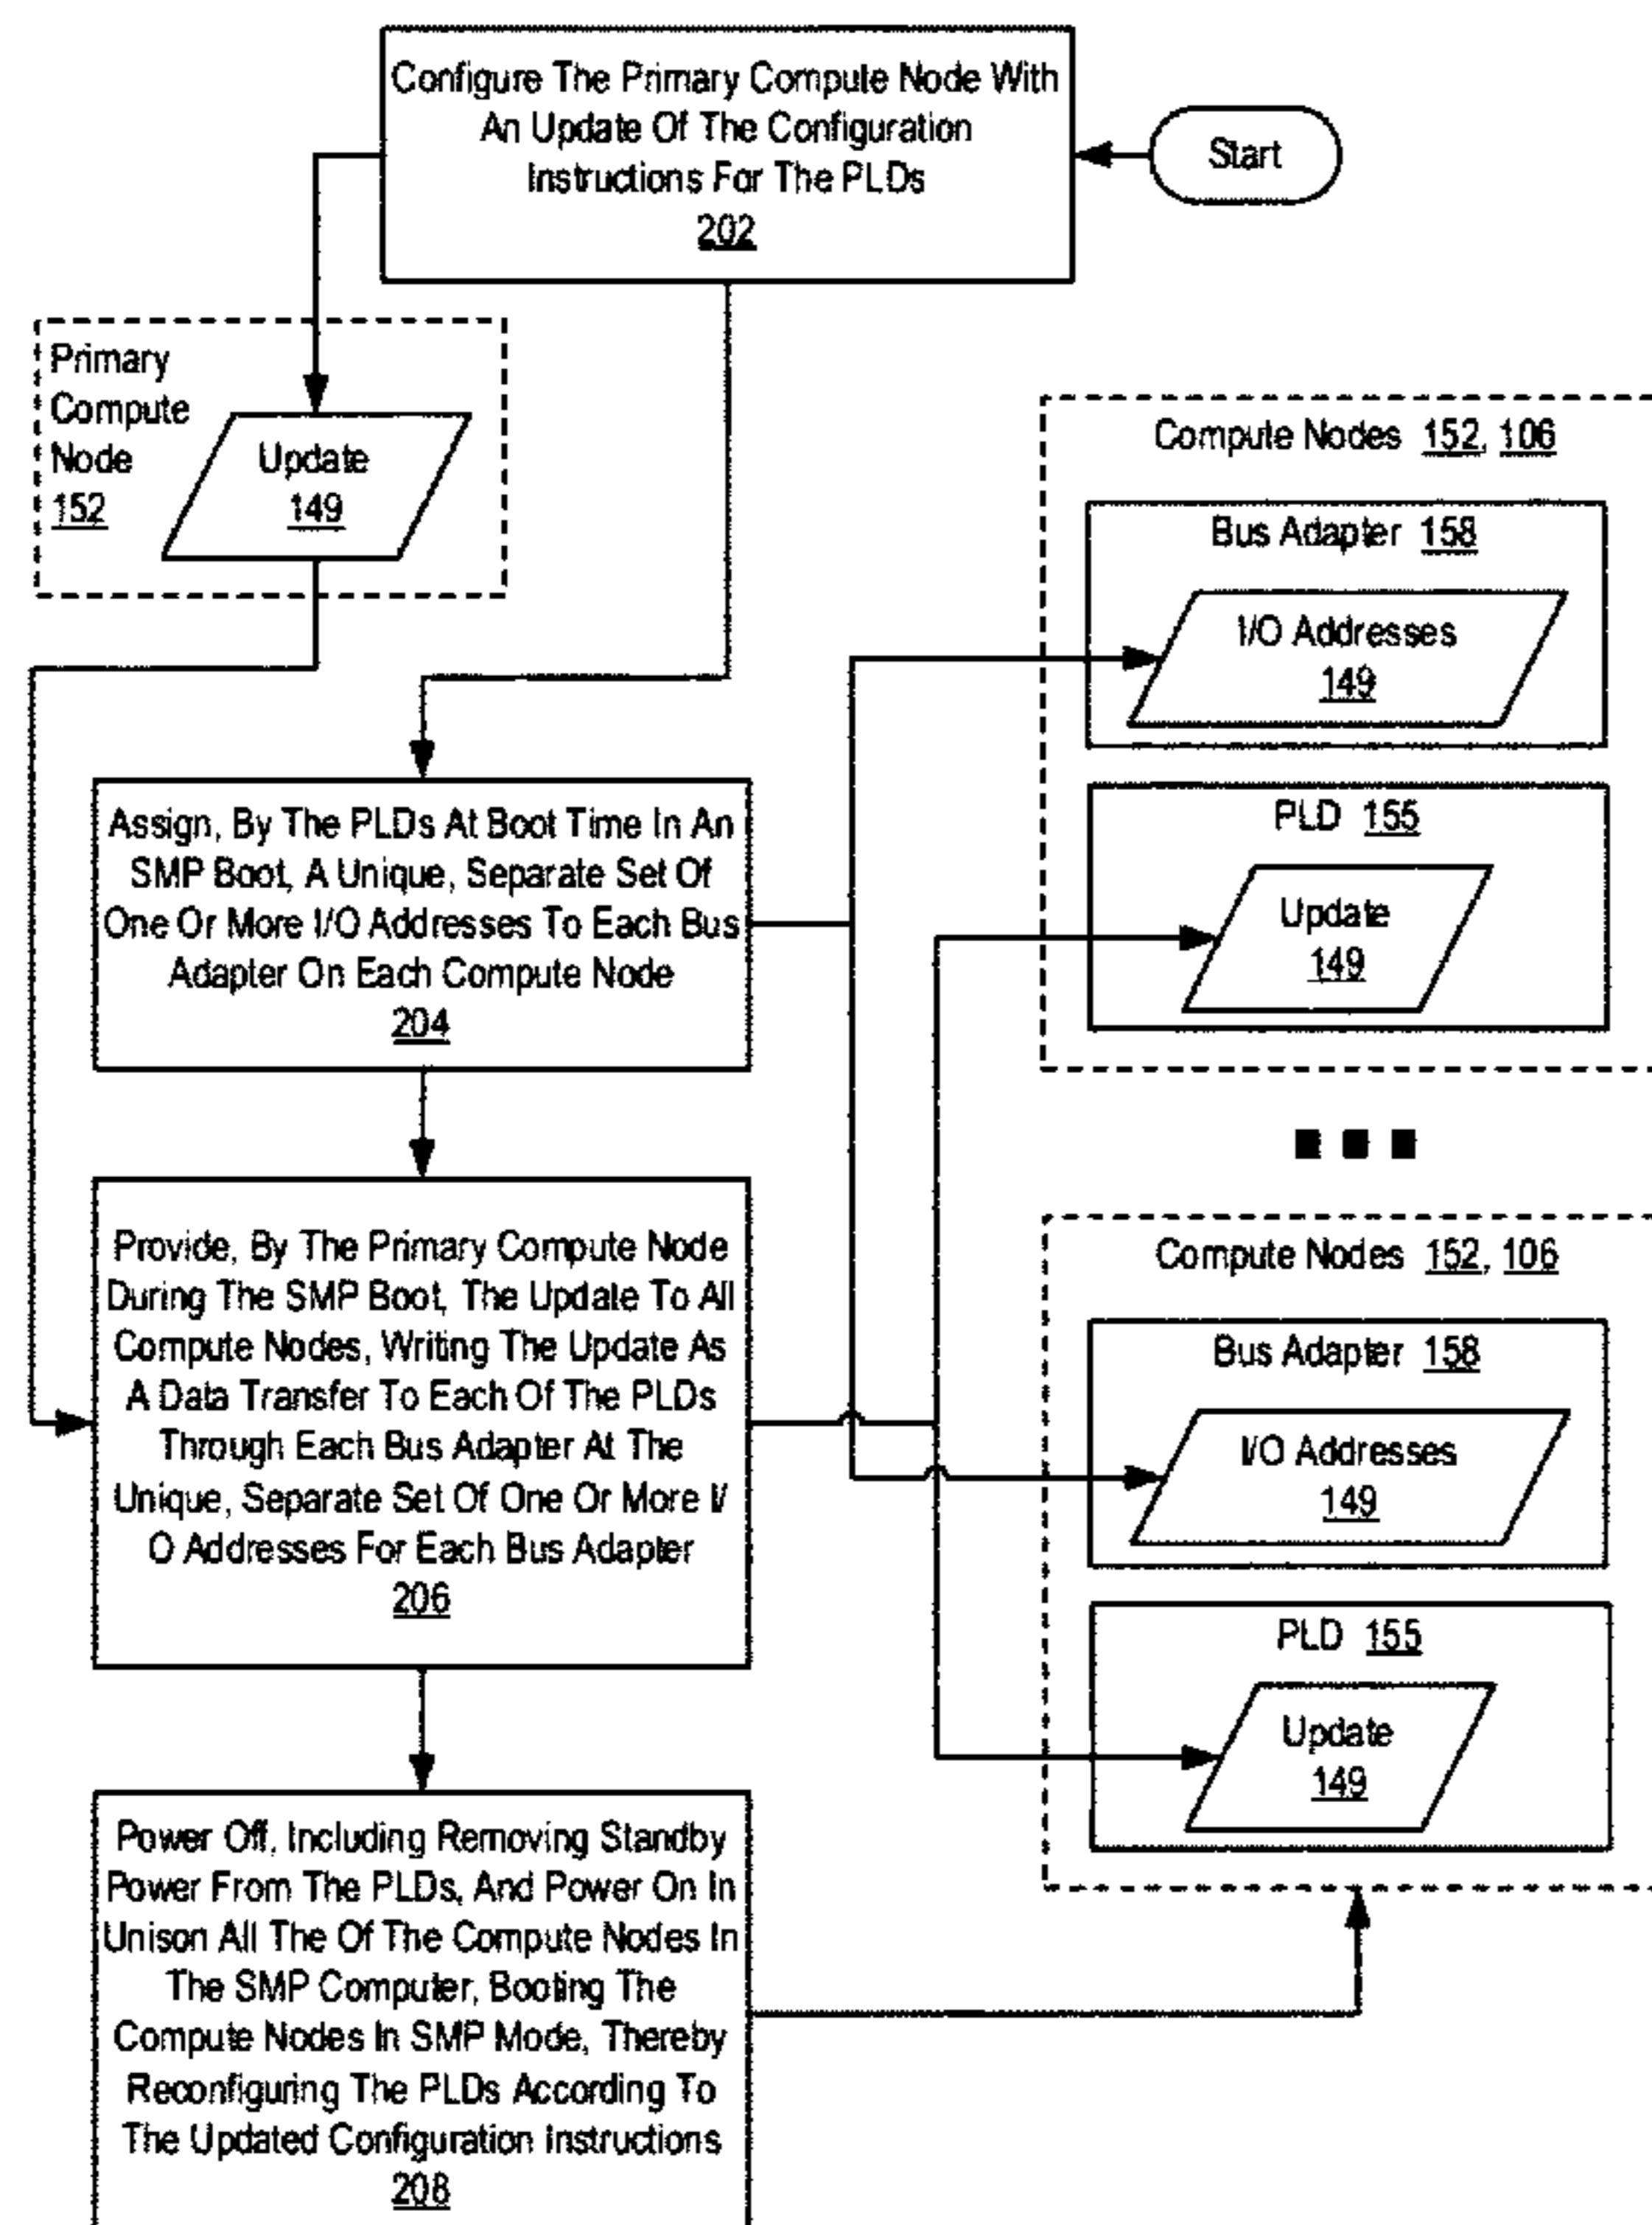 Configure The Primary Compute Node With
An Update Of The Configuration
Instructions For The PLDs
202
Start
Primary
Compute
Node
152
Update
149
Compute Nodes 152, 106
Bus Adapter 158
I/O Addresses
149
PLD 155
Update
149
Assign, By The PLDs At Boot Time In An
SMP Boot, A Unique, Separate Set Of
One Or More I/O Addresses To Each Bus
Adapter On Each Compute Node
204
Provide, By The Primary Compute Node
During The SMP Boot, The Update To All
Compute Nodes, Writing The Update As
A Data Transfer To Each Of The PLDs
Through Each Bus Adapter At The
Unique, Separate Set Of One Or More I/
O Addresses For Each Bus Adapter
206
Compute Nodes 152, 106
Bus Adapter 158
I/O Addresses
149
PLD 155
Update
149
Power Off, Including Removing Standby
Power From The PLDs, And Power On In
Unison All The Of The Compute Nodes In
The SMP Computer, Booting The
Compute Nodes In SMP Mode, Thereby
Reconfiguring The PLDs According To
The Updated Configuration Instructions
208